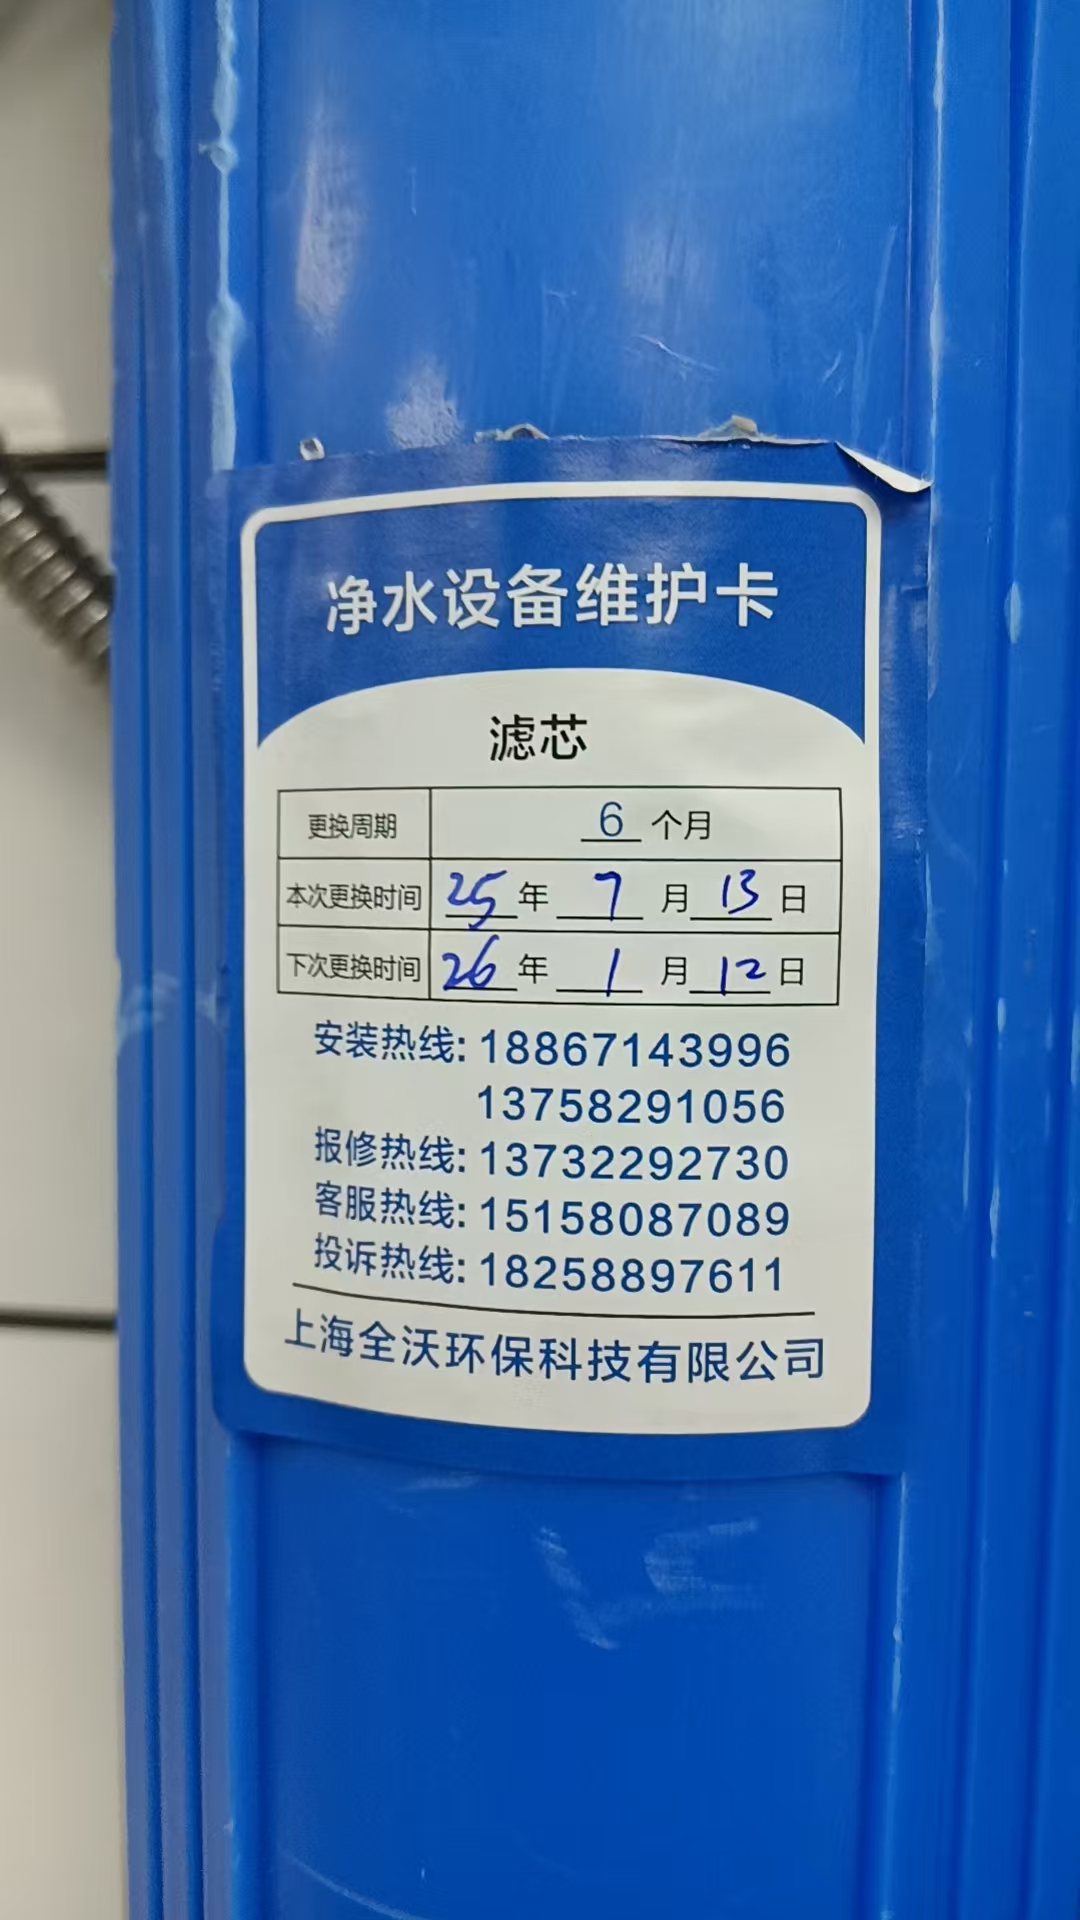 净水设备维护卡
滤芯
更换周期 6 个月
本次更换时间 25 年 7 月 13 日
下次更换时间 26 年 1 月 12 日
安装热线: 18867143996
13758291056
报修热线: 13732292730
客服热线: 15158087089
投诉热线: 18258897611
上海全沃环保科技有限公司